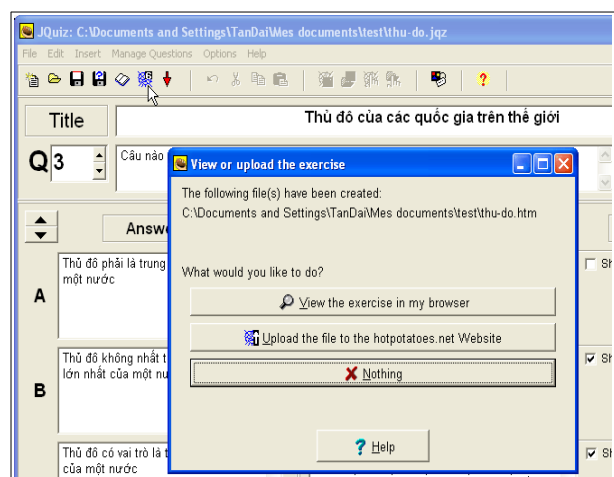 JQuiz: C:\Documents and Settings\TanDai\Mes documents\test\thu-do.jqz
File Edit Insert Manage Questions Options Help
Title
Thủ đô của các quốc gia trên thế giới
Q 3
Câu nào
View or upload the exercise
The following file(s) have been created:
C:\Documents and Settings\TanDai\Mes documents\test\thu-do.htm
What would you like to do?
View the exercise in my browser
Upload the file to the hotpotatoes.net Website
Nothing
Help
A
Thủ đô phải là trung
một nước
B
Thủ đô không nhất
lớn nhất của một
Thủ đô có vai trò là
của một nước